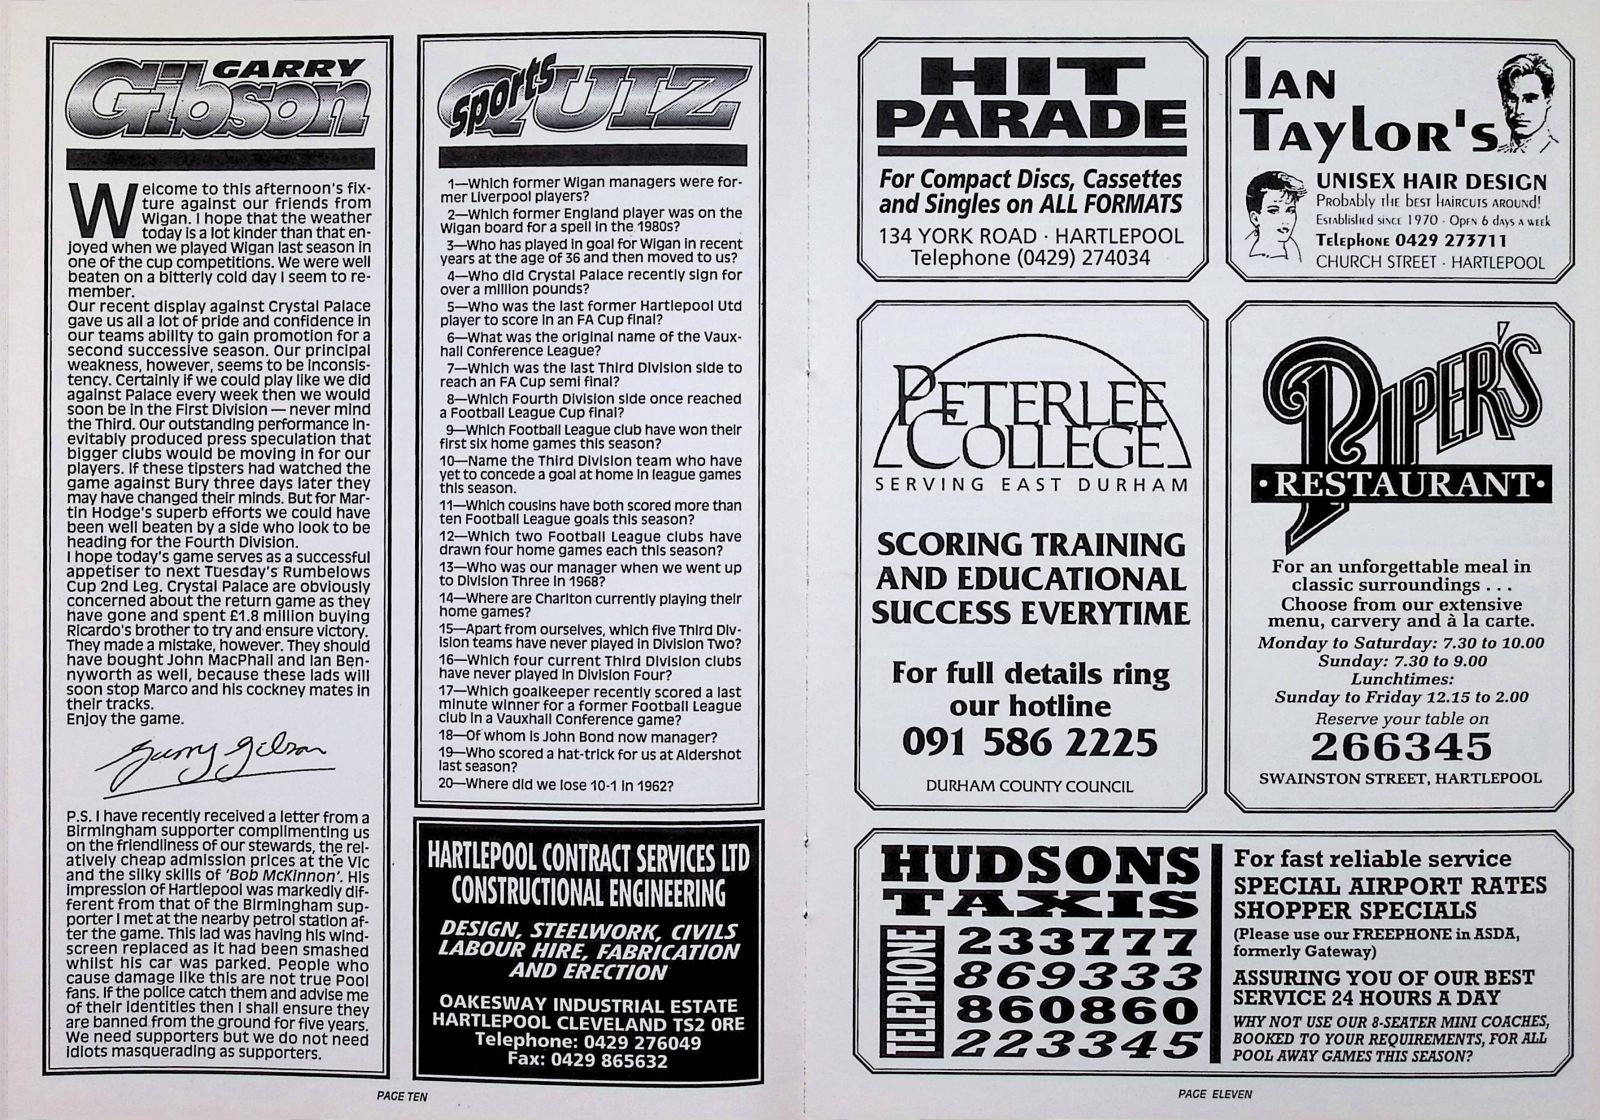 GARRY
Gibson
Welcome to this afternoon's fix-
ture against our friends from
Wigan. I hope that the weather
today is a lot kinder than that en-
joyed when we played Wigan last season in
one of the cup competitions. We were well
beaten on a bitterly cold day I seem to re-
member.
Our recent display against Crystal Palace
gave us all a lot of pride and confidence in
our teams ability to gain promotion for a
second successive season. Our principal
weakness, however, seems to be inconsis-
tency. Certainly if we could play like we did
against Palace every week then we would
soon be in the First Division — never mind
the Third. Our outstanding performance in-
evitably produced press speculation that
bigger clubs would be moving in for our
players. If these tipsters had watched the
game against Bury three days later they
may have changed their minds. But for Mar-
tin Hodge's superb efforts we could have
been well beaten by a side who look to be
heading for the Fourth Division.
I hope today's game serves as a successful
appetiser to next Tuesday's Rumbelows
Cup 2nd Leg. Crystal Palace are obviously
concerned about the return game as they
have gone and spent £1.8 million buying
Ricardo's brother to try and ensure victory.
They made a mistake, however. They should
have bought John MacPhail and Ian Ben-
nyworth as well, because these lads will
soon stop Marco and his cockney mates in
their tracks.
Enjoy the game.
Garry Gibson
P.S. I have recently received a letter from a
Birmingham supporter complimenting us
on the friendliness of our stewards, the rel-
atively cheap admission prices at the Vic
and the silky skills of 'Bob McKinnon'. His
impression of Hartlepool was markedly dif-
ferent from that of the Birmingham sup-
porter I met at the nearby petrol station af-
ter the game. This lad was having his wind-
screen replaced as it had been smashed
whilst his car was parked. People who
cause damage like this are not true Pool
fans. If the police catch them and advise me
of their identities then I shall ensure they
are banned from the ground for five years.
We need supporters but we do not need
idiots masquerading as supporters.
Sports QUIZ
1—Which former Wigan managers were for-
mer Liverpool players?
2—Which former England player was on the
Wigan board for a spell in the 1980s?
3—Who has played in goal for Wigan in recent
years at the age of 36 and then moved to us?
4—Who did Crystal Palace recently sign for
over a million pounds?
5—Who was the last former Hartlepool Utd
player to score in an FA Cup final?
6—What was the original name of the Vaux-
hall Conference League?
7—Which was the last Third Division side to
reach an FA Cup semi final?
8—Which Fourth Division side once reached
a Football League Cup final?
9—Which Football League club have won their
first six home games this season?
10—Name the Third Division team who have
yet to concede a goal at home in league games
this season.
11—Which cousins have both scored more than
ten Football League goals this season?
12—Which two Football League clubs have
drawn four home games each this season?
13—Who was our manager when we went up
to Division Three in 1968?
14—Where are Charlton currently playing their
home games?
15—Apart from ourselves, which five Third Div-
ision teams have never played in Division Two?
16—Which four current Third Division clubs
have never played in Division Four?
17—Which goalkeeper recently scored a last
minute winner for a former Football League
club in a Vauxhall Conference game?
18—Of whom is John Bond now manager?
19—Who scored a hat-trick for us at Aldershot
last season?
20—Where did we lose 10-1 in 1962?
HARTLEPOOL CONTRACT SERVICES LTD
CONSTRUCTIONAL ENGINEERING
DESIGN, STEELWORK, CIVILS
LABOUR HIRE, FABRICATION
AND ERECTION
OAKESWAY INDUSTRIAL ESTATE
HARTLEPOOL CLEVELAND TS2 0RE
Telephone: 0429 276049
Fax: 0429 865632
PAGE TEN
HIT
PARADE
For Compact Discs, Cassettes
and Singles on ALL FORMATS
134 YORK ROAD · HARTLEPOOL
Telephone (0429) 274034
IAN
TAYLOR'S
UNISEX HAIR DESIGN
Probably the best haircuts around!
Established since 1970 · Open 6 days a week
Telephone 0429 273711
CHURCH STREET · HARTLEPOOL
PETERLEE
COLLEGE
SERVING EAST DURHAM
SCORING TRAINING
AND EDUCATIONAL
SUCCESS EVERYTIME
For full details ring
our hotline
091 586 2225
DURHAM COUNTY COUNCIL
PIPER'S
·RESTAURANT·
For an unforgettable meal in
classic surroundings . . .
Choose from our extensive
menu, carvery and à la carte.
Monday to Saturday: 7.30 to 10.00
Sunday: 7.30 to 9.00
Lunchtimes:
Sunday to Friday 12.15 to 2.00
Reserve your table on
266345
SWAINSTON STREET, HARTLEPOOL
HUDSONS
TAXIS
TELEPHONE
233777
869333
860860
223345
For fast reliable service
SPECIAL AIRPORT RATES
SHOPPER SPECIALS
(Please use our FREEPHONE in ASDA,
formerly Gateway)
ASSURING YOU OF OUR BEST
SERVICE 24 HOURS A DAY
WHY NOT USE OUR 8-SEATER MINI COACHES,
BOOKED TO YOUR REQUIREMENTS, FOR ALL
POOL AWAY GAMES THIS SEASON?
PAGE ELEVEN